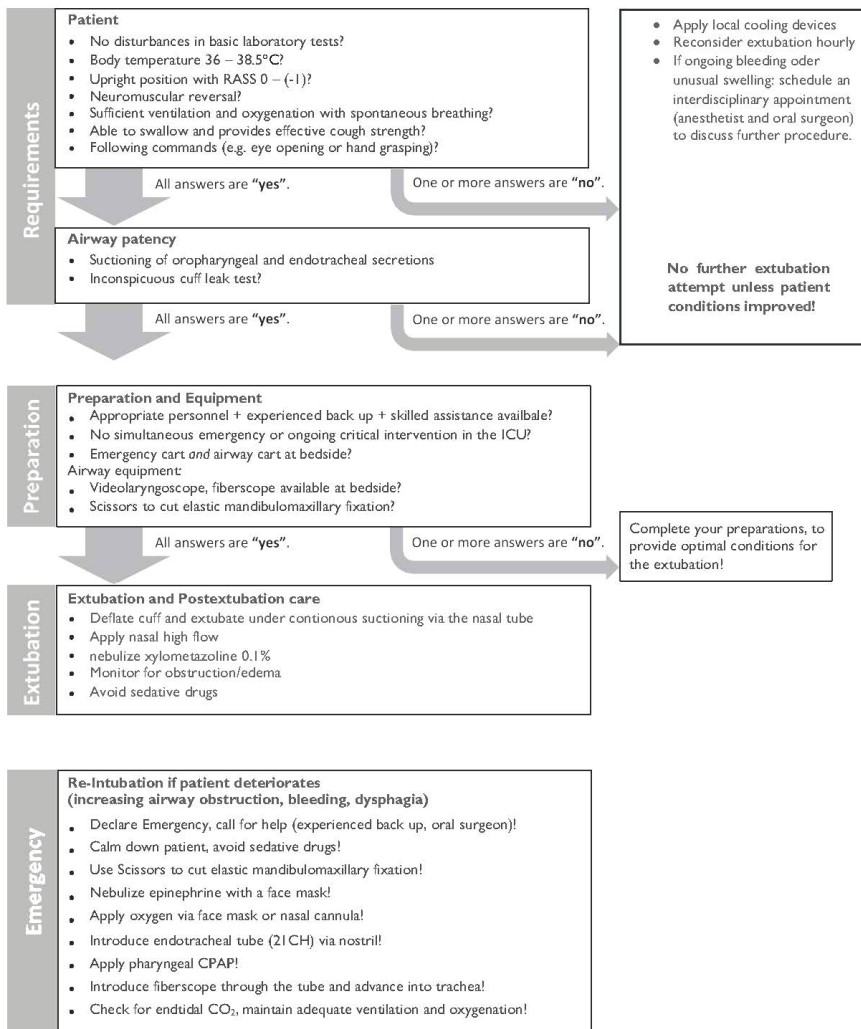 Requirements
Patient
• No disturbances in basic laboratory tests?
• Body temperature 36 – 38.5°C?
• Upright position with RASS 0 – (-1)?
• Neuromuscular reversal?
• Sufficient ventilation and oxygenation with spontaneous breathing?
• Able to swallow and provides effective cough strength?
• Following commands (e.g. eye opening or hand grasping)?
All answers are “yes”.
One or more answers are “no”.
• Apply local cooling devices
• Reconsider extubation hourly
• If ongoing bleeding oder
unusual swelling: schedule an
interdisciplinary appointment
(anesthetist and oral surgeon)
to discuss further procedure.
No further extubation
attempt unless patient
conditions improved!
Airway patency
• Suctioning of oropharyngeal and endotracheal secretions
• Inconspicuous cuff leak test?
All answers are “yes”.
One or more answers are “no”.
Preparation
Preparation and Equipment
• Appropriate personnel + experienced back up + skilled assistance availbale?
• No simultaneous emergency or ongoing critical intervention in the ICU?
• Emergency cart and airway cart at bedside?
Airway equipment:
• Videolaryngoscope, fiberscope available at bedside?
• Scissors to cut elastic mandibulomaxillary fixation?
All answers are “yes”.
One or more answers are “no”.
Complete your preparations, to
provide optimal conditions for
the extubation!
Extubation
Extubation and Postextubation care
• Deflate cuff and extubate under contionous suctioning via the nasal tube
• Apply nasal high flow
• nebulize xylometazoline 0.1%
• Monitor for obstruction/edema
• Avoid sedative drugs
Emergency
Re-Intubation if patient deteriorates
(increasing airway obstruction, bleeding, dysphagia)
• Declare Emergency, call for help (experienced back up, oral surgeon)!
• Calm down patient, avoid sedative drugs!
• Use Scissors to cut elastic mandibulomaxillary fixation!
• Nebulize epinephrine with a face mask!
• Apply oxygen via face mask or nasal cannula!
• Introduce endotracheal tube (21CH) via nostril!
• Apply pharyngeal CPAP!
• Introduce fiberscope through the tube and advance into trachea!
• Check for endtidal CO₂, maintain adequate ventilation and oxygenation!